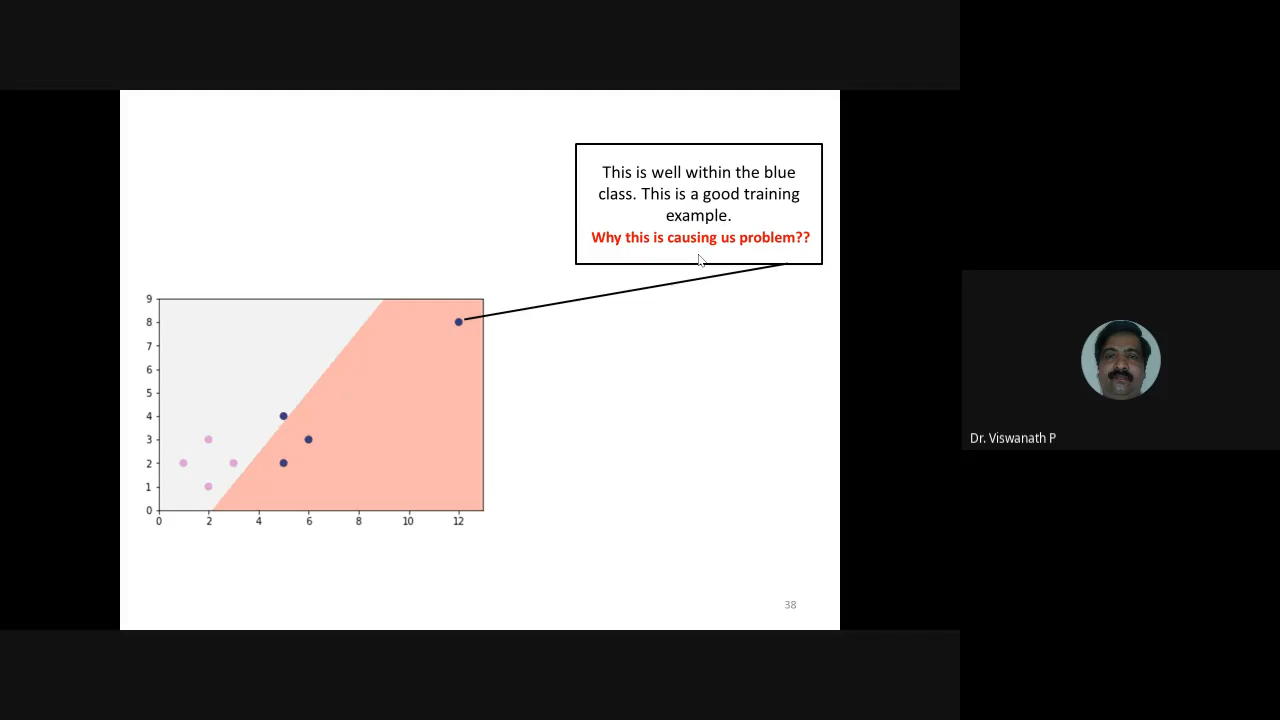 This is well within the blue
class. This is a good training
example.
Why this is causing us problem??
9
8
7
6
5
4
3
2
1
0
0 2 4 6 8 10 12
Dr. Viswanath P
38